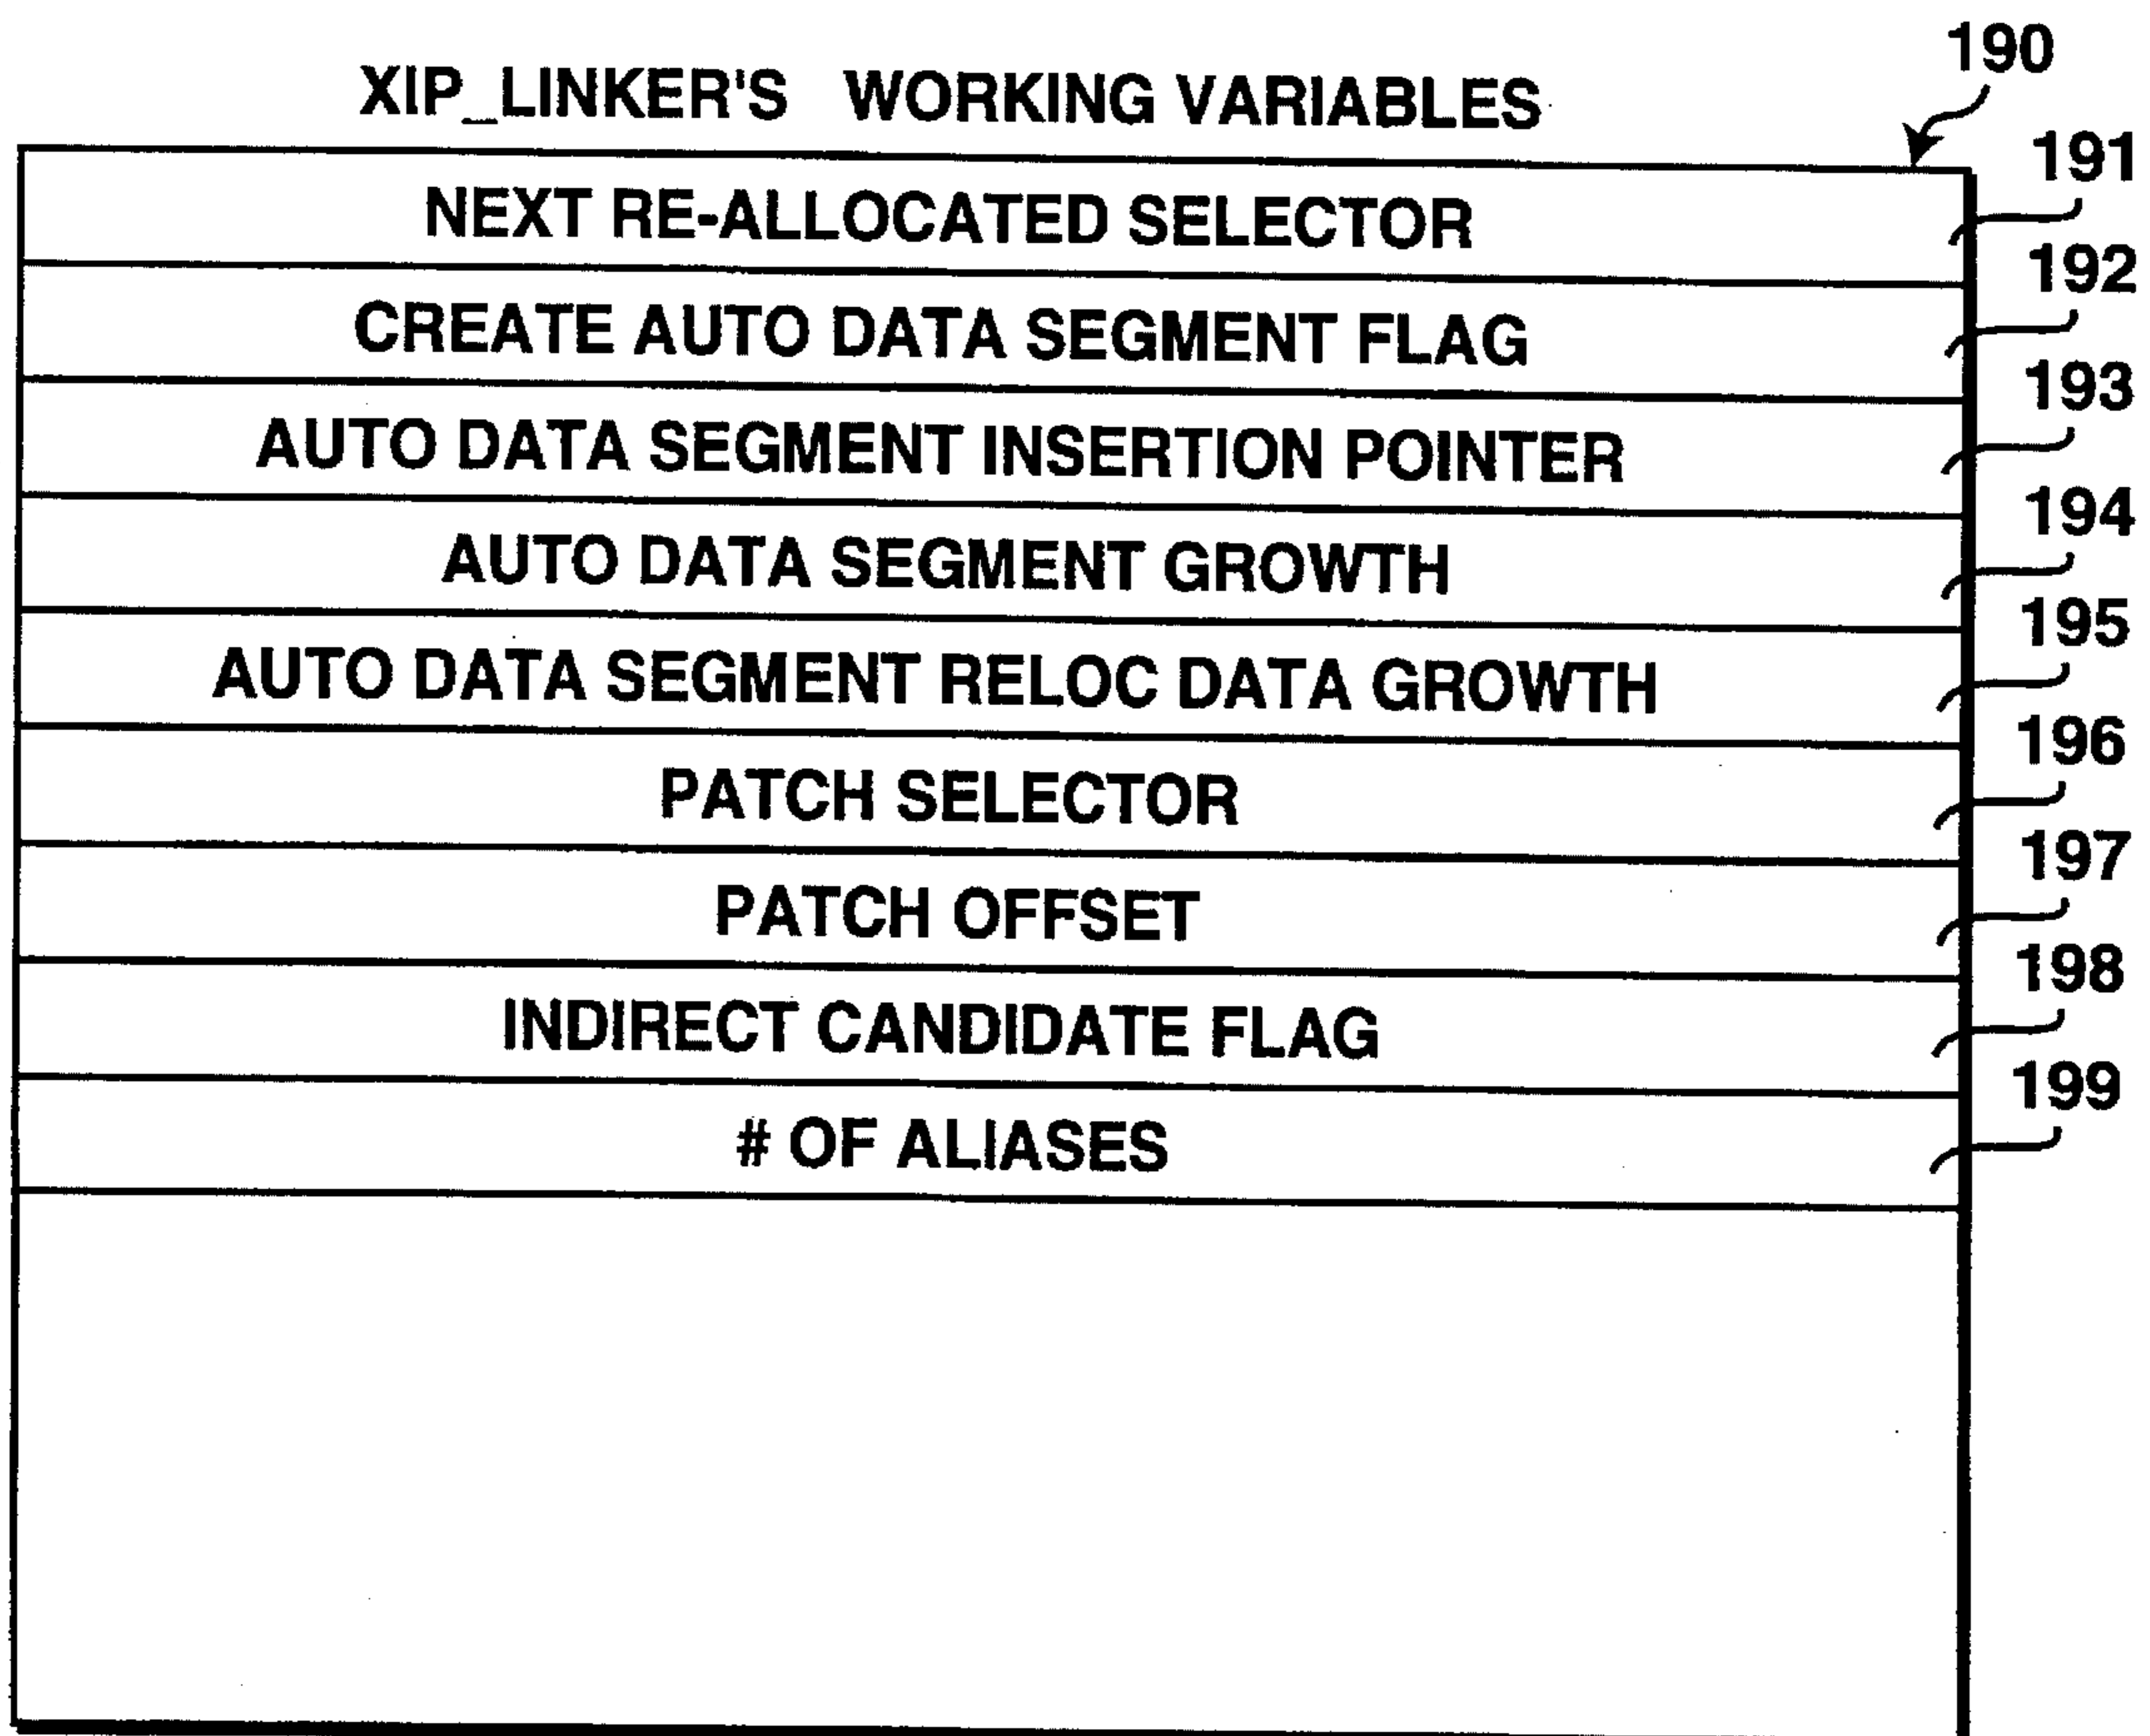 190
XIP_LINKER'S WORKING VARIABLES
191
NEXT RE-ALLOCATED SELECTOR
192
CREATE AUTO DATA SEGMENT FLAG
193
AUTO DATA SEGMENT INSERTION POINTER
194
AUTO DATA SEGMENT GROWTH
195
AUTO DATA SEGMENT RELOC DATA GROWTH
196
PATCH SELECTOR
197
PATCH OFFSET
198
INDIRECT CANDIDATE FLAG
199
# OF ALIASES